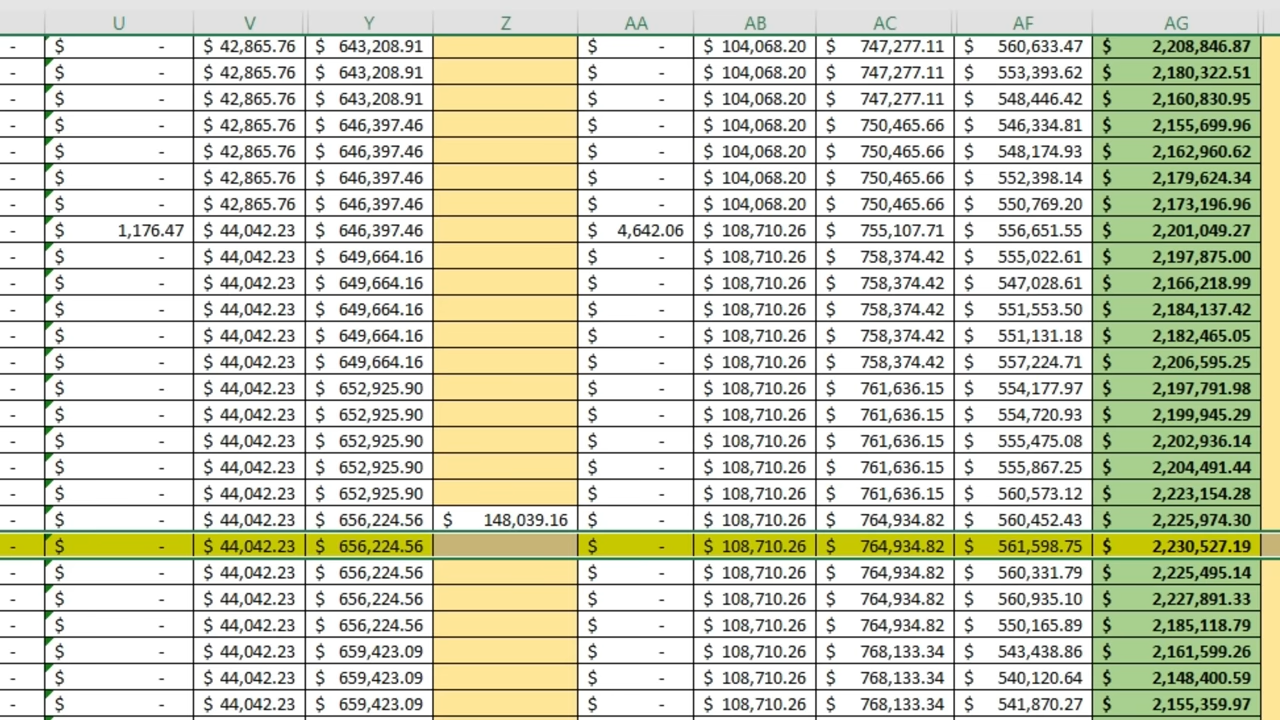 U V Y Z AA AB AC AF AG
- $ - $ 42,865.76 $ 643,208.91 $ - $ 104,068.20 $ 747,277.11 $ 560,633.47 $ 2,208,846.87
- $ - $ 42,865.76 $ 643,208.91 $ - $ 104,068.20 $ 747,277.11 $ 553,393.62 $ 2,180,322.51
- $ - $ 42,865.76 $ 643,208.91 $ - $ 104,068.20 $ 747,277.11 $ 548,446.42 $ 2,160,830.95
- $ - $ 42,865.76 $ 646,397.46 $ - $ 104,068.20 $ 750,465.66 $ 546,334.81 $ 2,155,699.96
- $ - $ 42,865.76 $ 646,397.46 $ - $ 104,068.20 $ 750,465.66 $ 548,174.93 $ 2,162,960.62
- $ - $ 42,865.76 $ 646,397.46 $ - $ 104,068.20 $ 750,465.66 $ 552,398.14 $ 2,179,624.34
- $ - $ 42,865.76 $ 646,397.46 $ - $ 104,068.20 $ 750,465.66 $ 550,769.20 $ 2,173,196.96
- $ 1,176.47 $ 44,042.23 $ 646,397.46 $ 4,642.06 $ 108,710.26 $ 755,107.71 $ 556,651.55 $ 2,201,049.27
- $ - $ 44,042.23 $ 649,664.16 $ - $ 108,710.26 $ 758,374.42 $ 555,022.61 $ 2,197,875.00
- $ - $ 44,042.23 $ 649,664.16 $ - $ 108,710.26 $ 758,374.42 $ 547,028.61 $ 2,166,218.99
- $ - $ 44,042.23 $ 649,664.16 $ - $ 108,710.26 $ 758,374.42 $ 551,553.50 $ 2,184,137.42
- $ - $ 44,042.23 $ 649,664.16 $ - $ 108,710.26 $ 758,374.42 $ 551,131.18 $ 2,182,465.05
- $ - $ 44,042.23 $ 649,664.16 $ - $ 108,710.26 $ 758,374.42 $ 557,224.71 $ 2,206,595.25
- $ - $ 44,042.23 $ 652,925.90 $ - $ 108,710.26 $ 761,636.15 $ 554,177.97 $ 2,197,791.98
- $ - $ 44,042.23 $ 652,925.90 $ - $ 108,710.26 $ 761,636.15 $ 554,720.93 $ 2,199,945.29
- $ - $ 44,042.23 $ 652,925.90 $ - $ 108,710.26 $ 761,636.15 $ 555,475.08 $ 2,202,936.14
- $ - $ 44,042.23 $ 652,925.90 $ - $ 108,710.26 $ 761,636.15 $ 555,867.25 $ 2,204,491.44
- $ - $ 44,042.23 $ 652,925.90 $ - $ 108,710.26 $ 761,636.15 $ 560,573.12 $ 2,223,154.28
- $ - $ 44,042.23 $ 656,224.56 $ 148,039.16 $ - $ 108,710.26 $ 764,934.82 $ 560,452.43 $ 2,225,974.30
- $ - $ 44,042.23 $ 656,224.56 $ - $ 108,710.26 $ 764,934.82 $ 561,598.75 $ 2,230,527.19
- $ - $ 44,042.23 $ 656,224.56 $ - $ 108,710.26 $ 764,934.82 $ 560,331.79 $ 2,225,495.14
- $ - $ 44,042.23 $ 656,224.56 $ - $ 108,710.26 $ 764,934.82 $ 560,935.10 $ 2,227,891.33
- $ - $ 44,042.23 $ 656,224.56 $ - $ 108,710.26 $ 764,934.82 $ 550,165.89 $ 2,185,118.79
- $ - $ 44,042.23 $ 659,423.09 $ - $ 108,710.26 $ 768,133.34 $ 543,438.86 $ 2,161,599.26
- $ - $ 44,042.23 $ 659,423.09 $ - $ 108,710.26 $ 768,133.34 $ 540,120.64 $ 2,148,400.59
- $ - $ 44,042.23 $ 659,423.09 $ - $ 108,710.26 $ 768,133.34 $ 541,870.27 $ 2,155,359.97